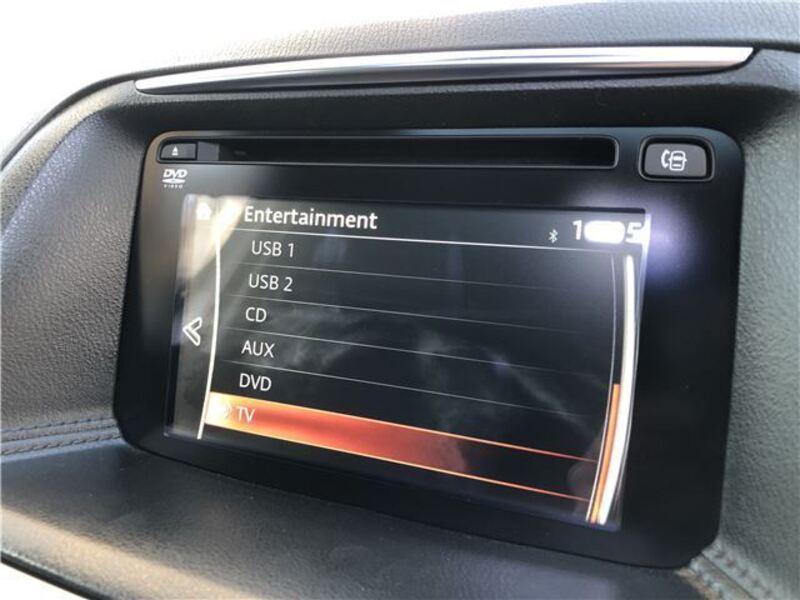 DVD
VIDEO
Entertainment
USB 1
USB 2
CD
AUX
DVD
TV